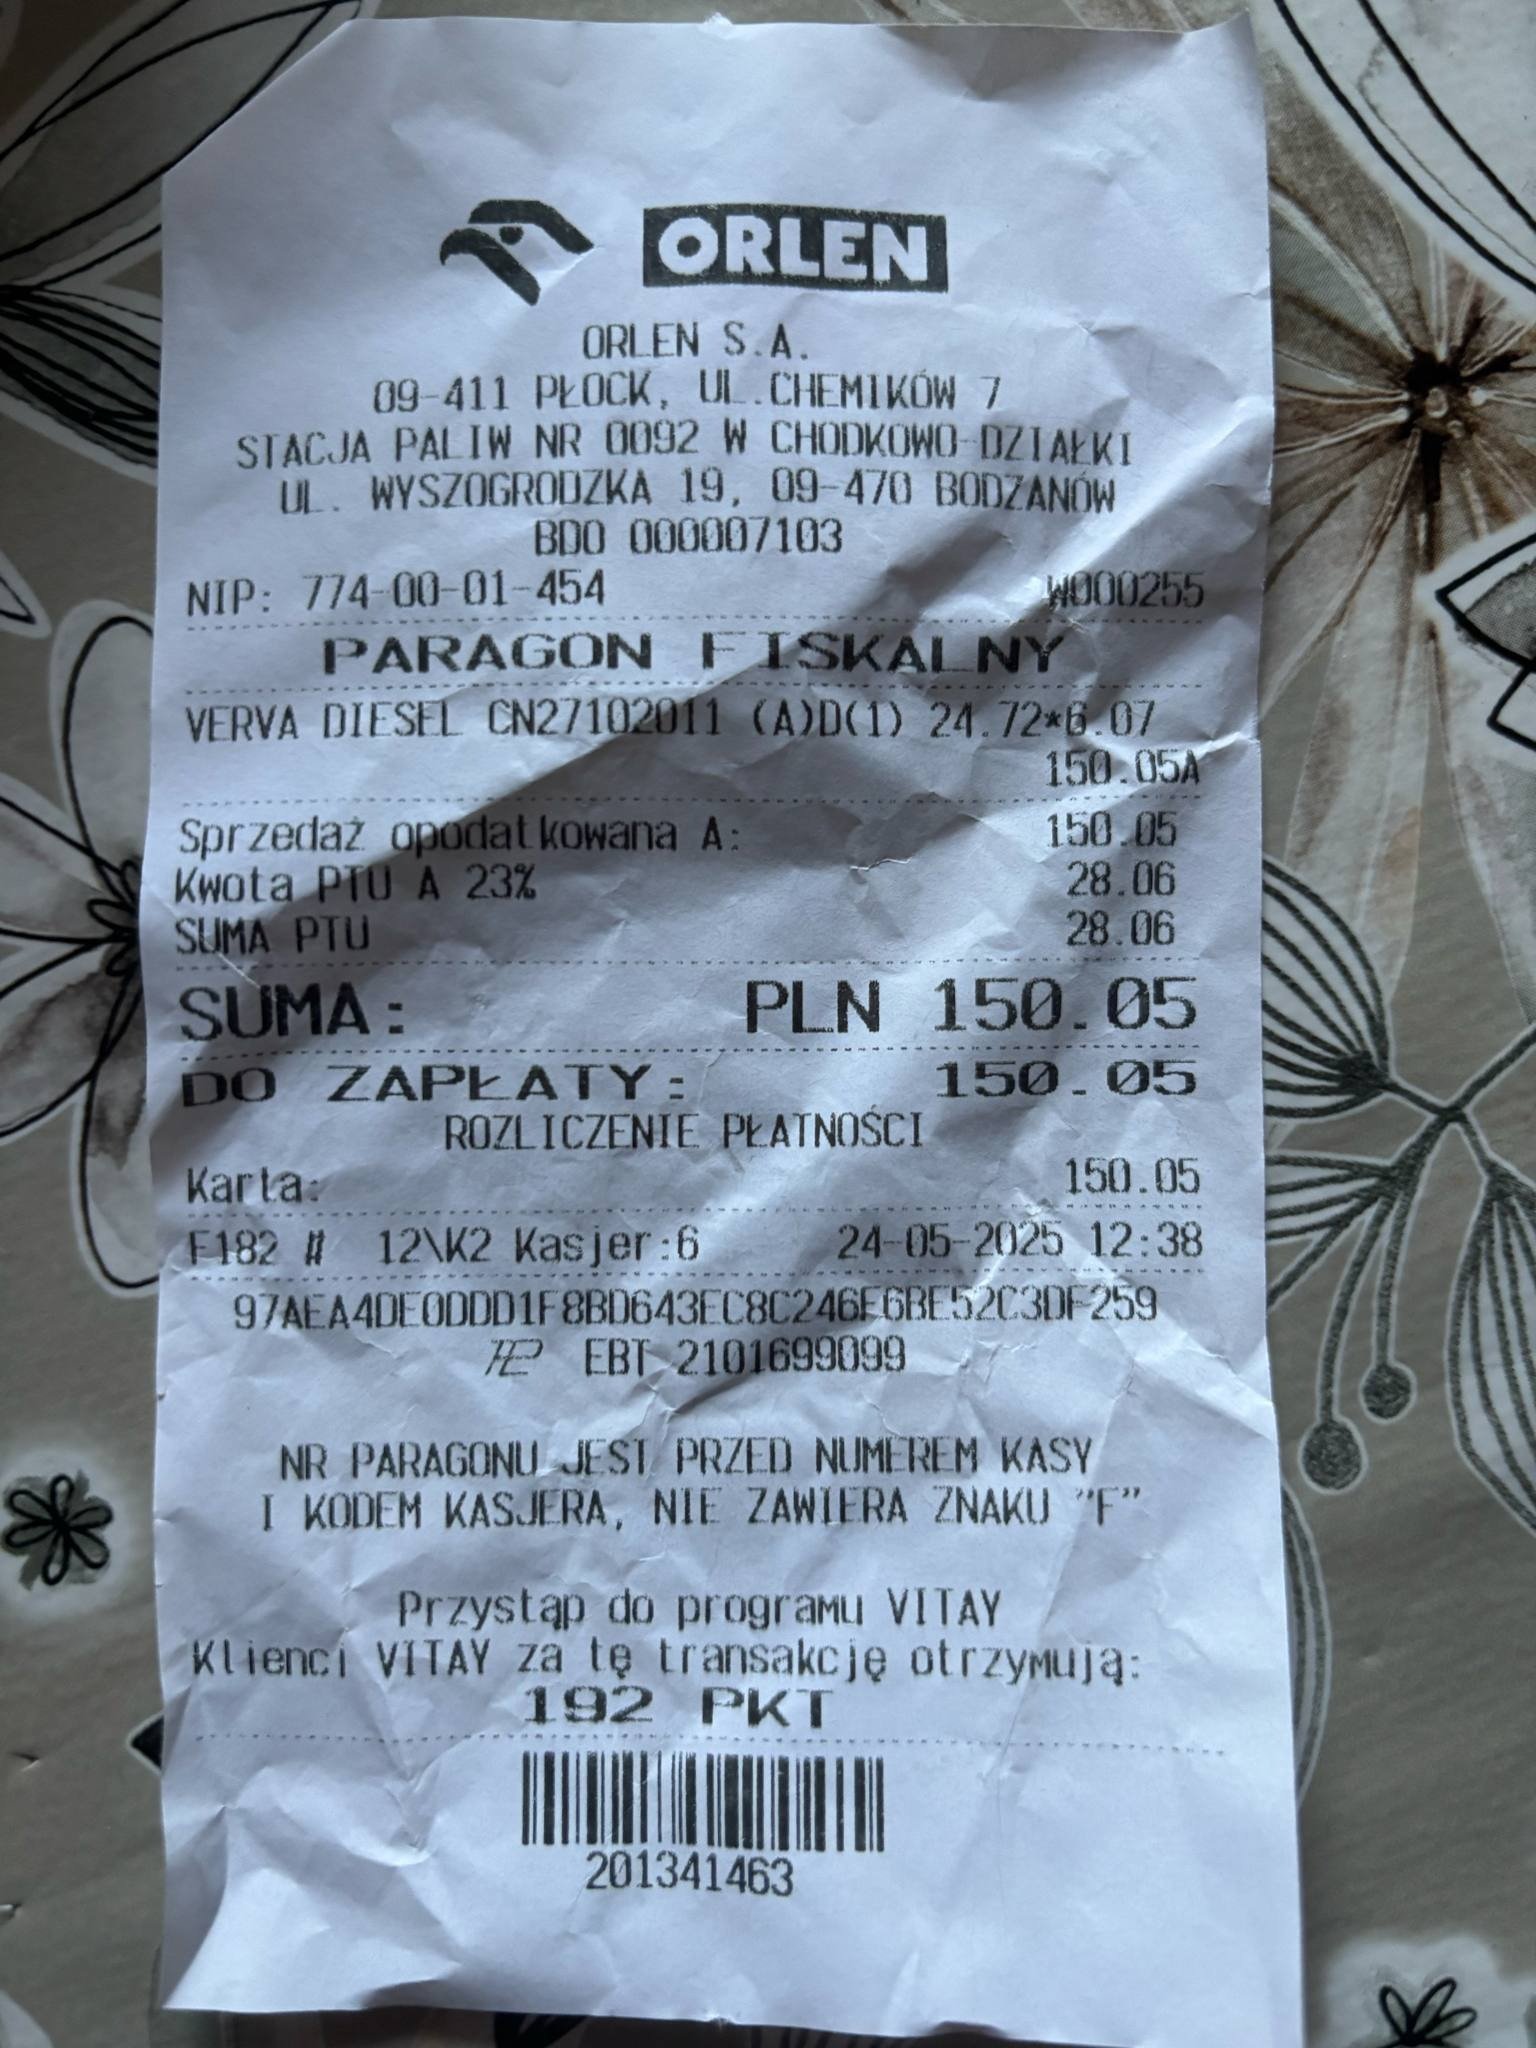 ORLEN
ORLEN S.A.
09-411 PŁOCK, UL.CHEMIKÓW 7
STACJA PALIW NR 0092 W CHODKOWO-DZIAŁKI
UL. WYSZOGRODZKA 19, 09-470 BODZANÓW
BDO 000007103
NIP: 774-00-01-454 W000255
PARAGON FISKALNY
VERVA DIESEL CN27102011 (A)D(1) 24.72*6.07
150.05A
Sprzedaż opodatkowana A: 150.05
Kwota PTU A 23% 28.06
SUMA PTU 28.06
SUMA: PLN 150.05
DO ZAPŁATY: 150.05
ROZLICZENIE PŁATNOŚCI
Karta: 150.05
F182 # 12\K2 Kasjer:6 24-05-2025 12:38
97AEA4DE0DDD1F8BD643EC8C246F6BE52C3DF259
EBT 2101699099
NR PARAGONU JEST PRZED NUMEREM KASY
I KODEM KASJERA, NIE ZAWIERA ZNAKU "F"
Przystąp do programu VITAY
Klienci VITAY za tę transakcję otrzymują:
192 PKT
201341463